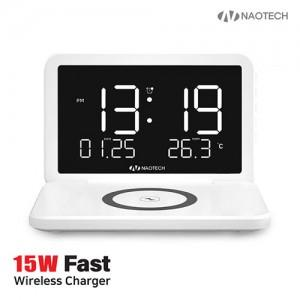 NAOTECH
PM 13:19
01.25 26.3 °C
NAOTECH
15W Fast
Wireless Charger